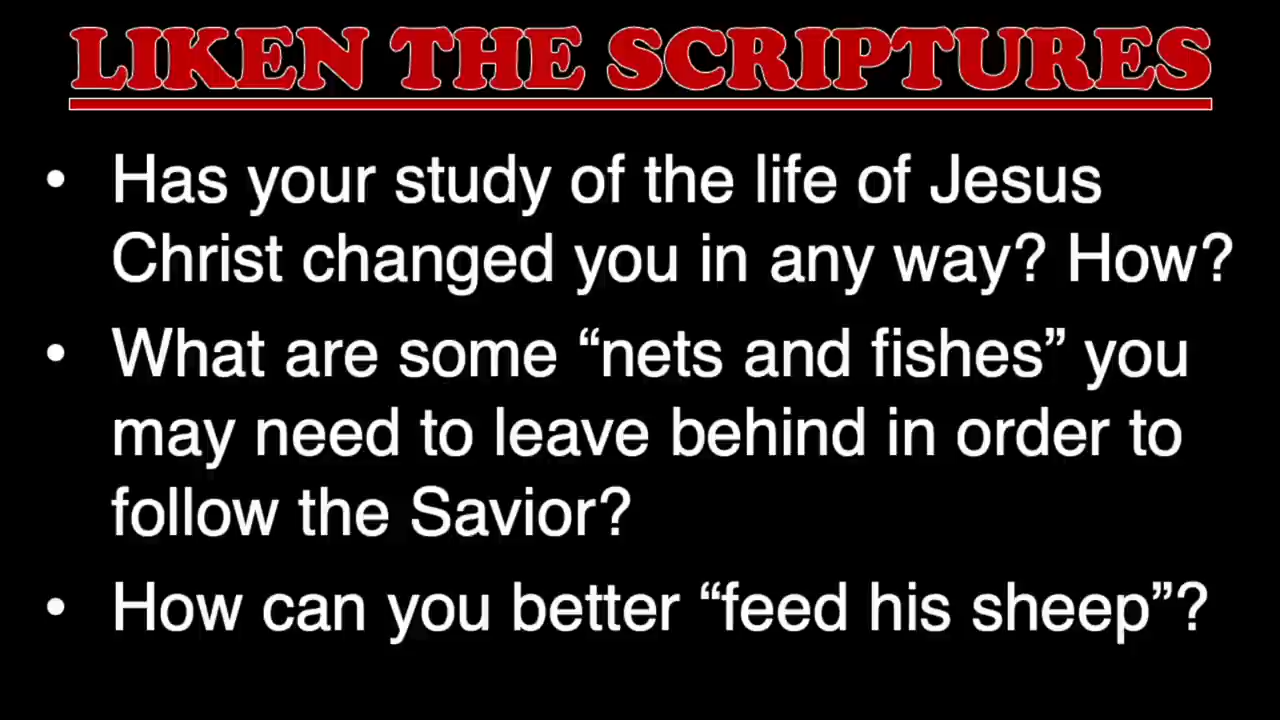 LIKEN THE SCRIPTURES
• Has your study of the life of Jesus
Christ changed you in any way? How?
• What are some “nets and fishes” you
may need to leave behind in order to
follow the Savior?
• How can you better “feed his sheep”?